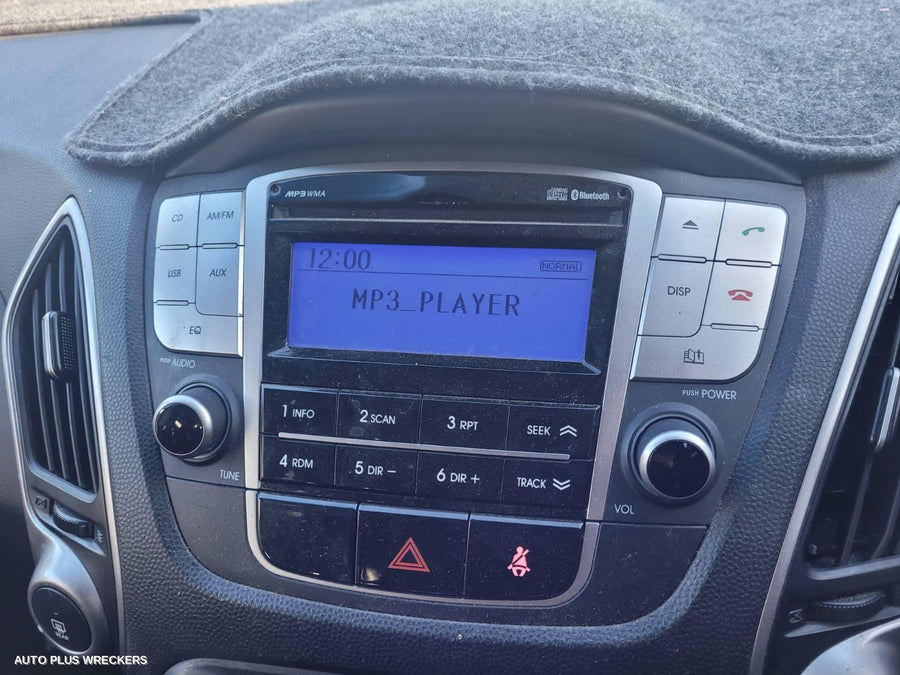 MP3 WMA
Bluetooth
CD
AM/FM
USB
AUX
EQ
PUSH AUDIO
TUNE
12:00
NORMAL
MP3_PLAYER
DISP
PUSH POWER
VOL
1 INFO
2 SCAN
3 RPT
SEEK
4 RDM
5 DIR -
6 DIR +
TRACK
REAR
AUTO PLUS WRECKERS